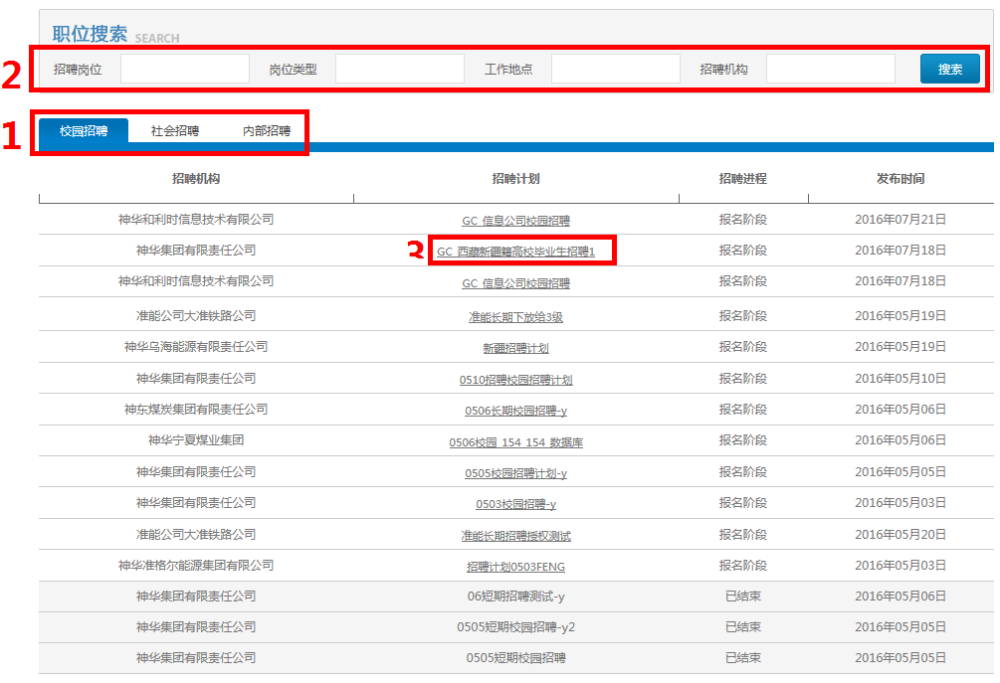 职位搜索 SEARCH
2 招聘岗位 岗位类型 工作地点 招聘机构 搜索
1 校园招聘 社会招聘 内部招聘
招聘机构 招聘计划 招聘进程 发布时间
神华和利时信息技术有限公司 GC_信息公司校园招聘 报名阶段 2016年07月21日
神华集团有限责任公司 3 GC_西藏新疆籍高校毕业生招聘1 报名阶段 2016年07月18日
神华和利时信息技术有限公司 GC_信息公司校园招聘 报名阶段 2016年07月18日
准能公司大准铁路公司 准能长期下放给3级 报名阶段 2016年05月19日
神华乌海能源有限责任公司 新疆招聘计划 报名阶段 2016年05月19日
神华集团有限责任公司 0510招聘校园招聘计划 报名阶段 2016年05月10日
神东煤炭集团有限责任公司 0506长期校园招聘-y 报名阶段 2016年05月06日
神华宁夏煤业集团 0506校园_154_154_数据库 报名阶段 2016年05月06日
神华集团有限责任公司 0505校园招聘计划-y 报名阶段 2016年05月05日
神华集团有限责任公司 0503校园招聘-y 报名阶段 2016年05月03日
准能公司大准铁路公司 准能长期招聘授权测试 报名阶段 2016年05月20日
神华准格尔能源集团有限公司 招聘计划0503FENG 报名阶段 2016年05月03日
神华集团有限责任公司 06短期招聘测试-y 已结束 2016年05月06日
神华集团有限责任公司 0505短期校园招聘-y2 已结束 2016年05月05日
神华集团有限责任公司 0505短期校园招聘 已结束 2016年05月05日